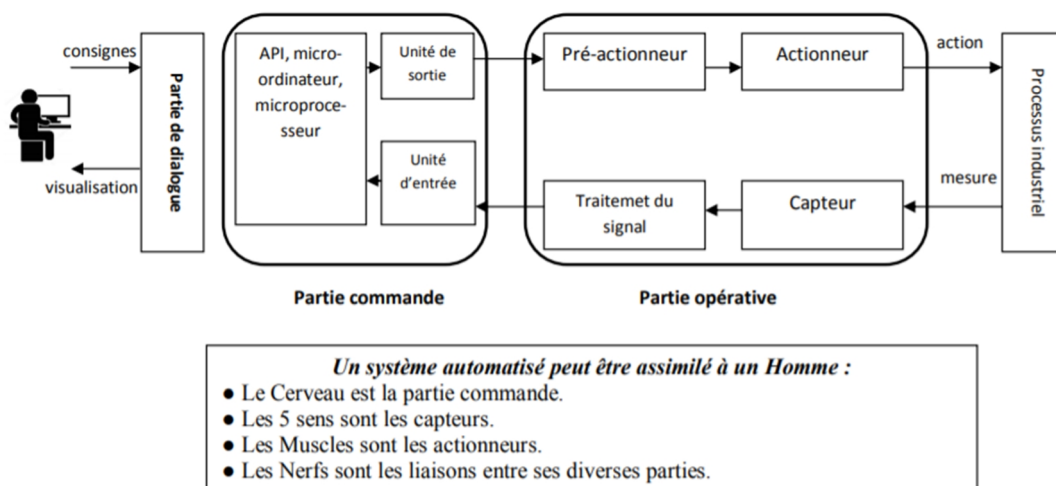 consignes
visualisation
Partie de dialogue
API, micro-
ordinateur,
microproce-
sseur
Unité de
sortie
Unité
d'entrée
Pré-actionneur
Actionneur
Traitemet du
signal
Capteur
action
mesure
Processus industriel
Partie commande
Partie opérative
Un système automatisé peut être assimilé à un Homme :
● Le Cerveau est la partie commande.
● Les 5 sens sont les capteurs.
● Les Muscles sont les actionneurs.
● Les Nerfs sont les liaisons entre ses diverses parties.